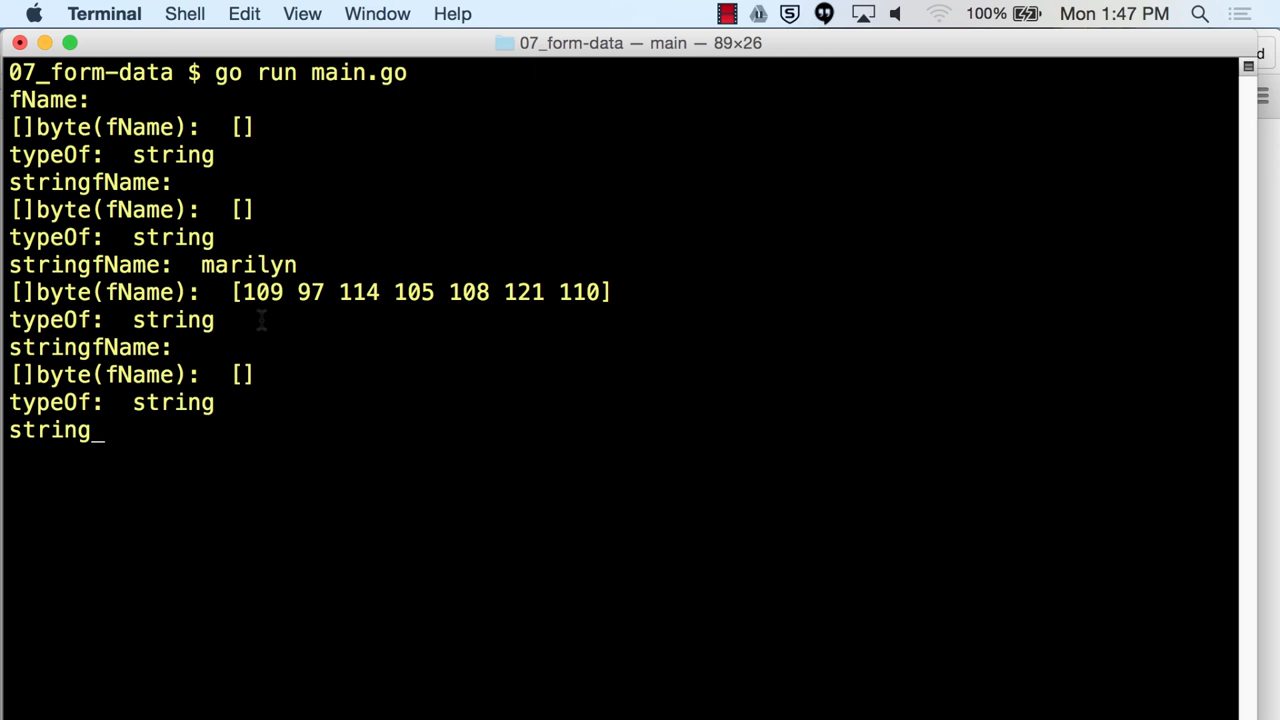 Terminal Shell Edit View Window Help 100% Mon 1:47 PM
07_form-data — main — 89×26
d
07_form-data $ go run main.go
fName:
[]byte(fName):  []
typeOf:  string
stringfName:
[]byte(fName):  []
typeOf:  string
stringfName:  marilyn
[]byte(fName):  [109 97 114 105 108 121 110]
typeOf:  string
stringfName:
[]byte(fName):  []
typeOf:  string
string_